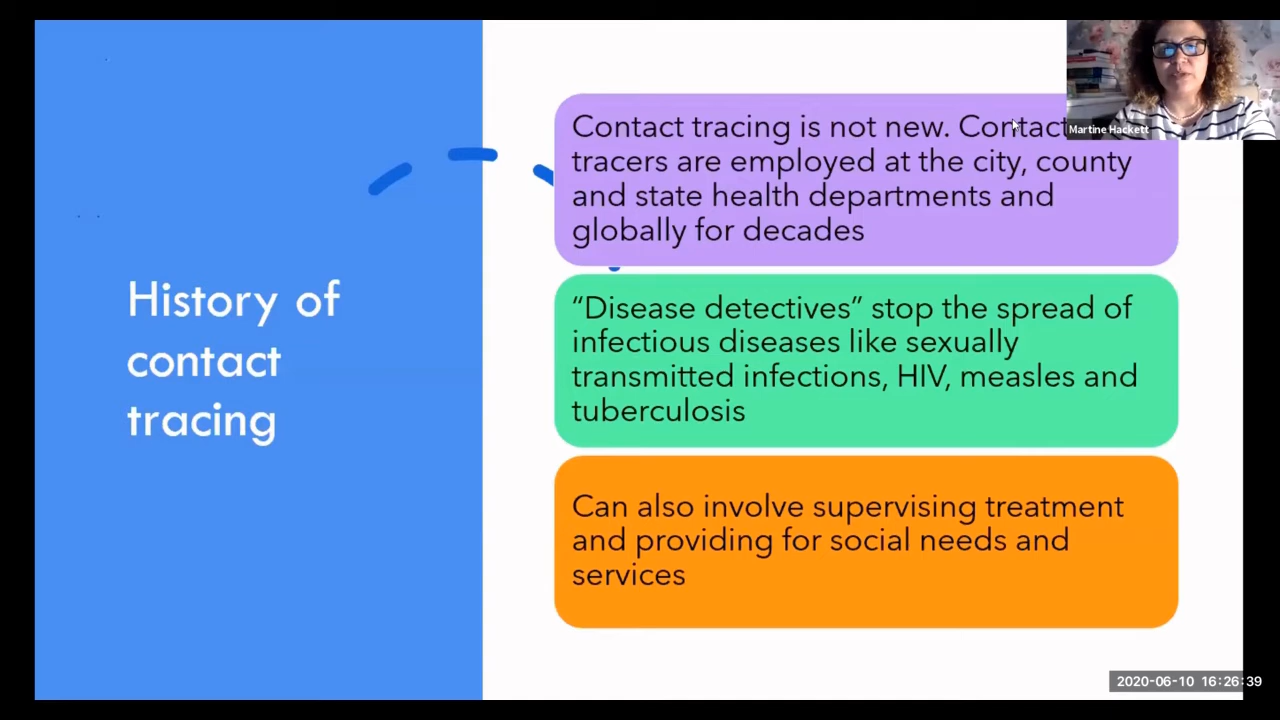 History of
contact
tracing
Contact tracing is not new. Contact
tracers are employed at the city, county
and state health departments and
globally for decades
“Disease detectives” stop the spread of
infectious diseases like sexually
transmitted infections, HIV, measles and
tuberculosis
Can also involve supervising treatment
and providing for social needs and
services
Martine Hackett
2020-06-10 16:26:39